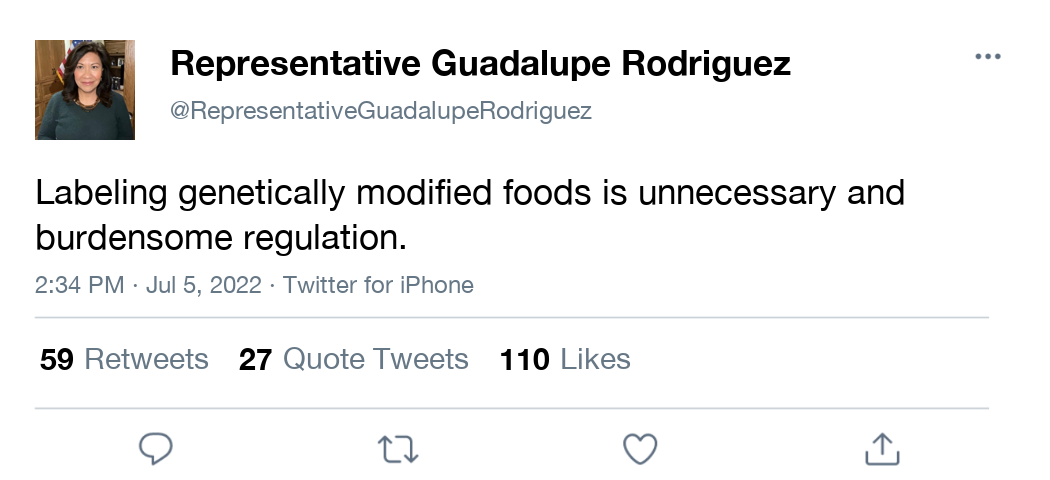 Representative Guadalupe Rodriguez
@RepresentativeGuadalupeRodriguez
Labeling genetically modified foods is unnecessary and
burdensome regulation.
2:34 PM · Jul 5, 2022 · Twitter for iPhone
59 Retweets 27 Quote Tweets 110 Likes